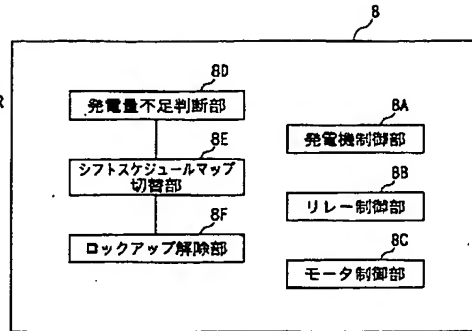 8
R
8D
発電量不足判断部
8E
シフトスケジュールマップ
切替部
8F
ロックアップ解除部
8A
発電機制御部
8B
リレー制御部
8C
モータ制御部